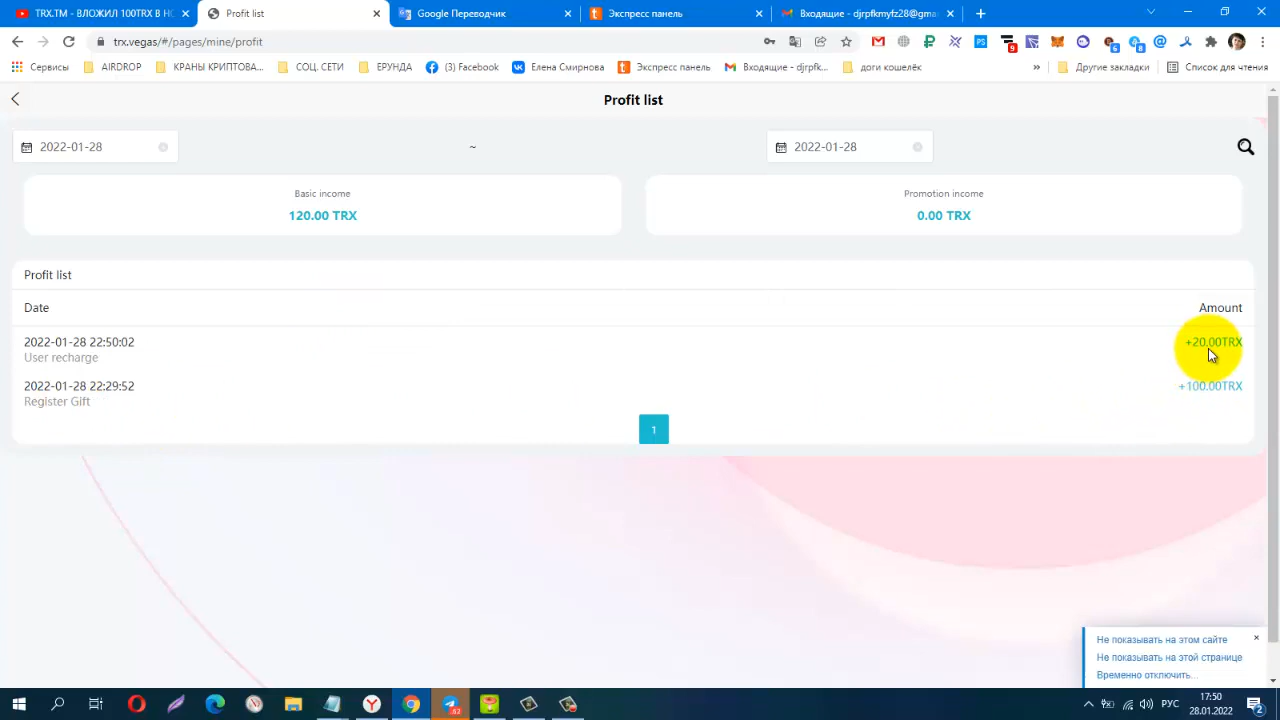 TRX.TM - ВЛОЖИЛ 100TRX В НО
Profit list
Google Переводчик
Экспресс панель
Входящие - djrpfkmyfz28@gma
trx.vegas/#/pages/mine/profit
9
6
8
Сервисы
AIRDROP
КРАНЫ КРИПТОВА...
СОЦ. СЕТИ
ЕРУНДА
(3) Facebook
Елена Смирнова
Экспресс панель
Входящие - djrpfk...
доги кошелёк
»
Другие закладки
Список для чтения
Profit list
2022-01-28
~
2022-01-28
Basic income
Promotion income
120.00 TRX
0.00 TRX
Profit list
Date
Amount
2022-01-28 22:50:02
+20.00TRX
User recharge
2022-01-28 22:29:52
+100.00TRX
Register Gift
1
Не показывать на этом сайте
Не показывать на этой странице
Временно отключить...
РУС
17:50
28.01.2022
2